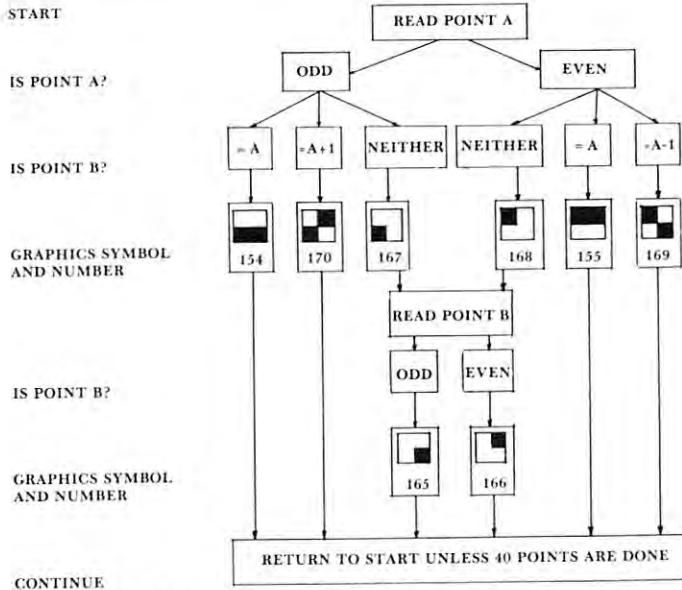 START
READ POINT A
IS POINT A?
ODD
EVEN
IS POINT B?
= A
=A+1
NEITHER
NEITHER
= A
=A-1
GRAPHICS SYMBOL
AND NUMBER
154
170
167
168
155
169
READ POINT B
IS POINT B?
ODD
EVEN
GRAPHICS SYMBOL
AND NUMBER
165
166
RETURN TO START UNLESS 40 POINTS ARE DONE
CONTINUE